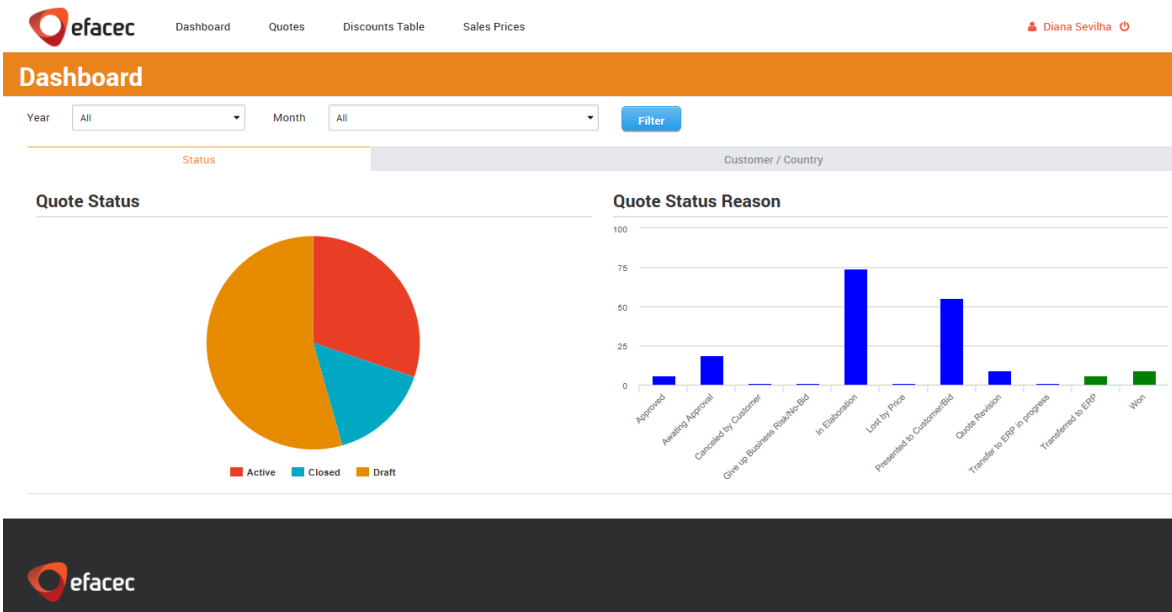 efacec Dashboard Quotes Discounts Table Sales Prices Diana Sevilha
Dashboard
Year All Month All Filter
Status Customer / Country
Quote Status
Active Closed Draft
Quote Status Reason
100
75
50
25
0
Approved
Awating Approval
Canceled by Customer
Give up Business Risk/No-Bid
In Elaboration
Lost by Price
Presented to Customer/Bid
Quote Revision
Transfer to ERP in progress
Transferred to ERP
Won
efacec